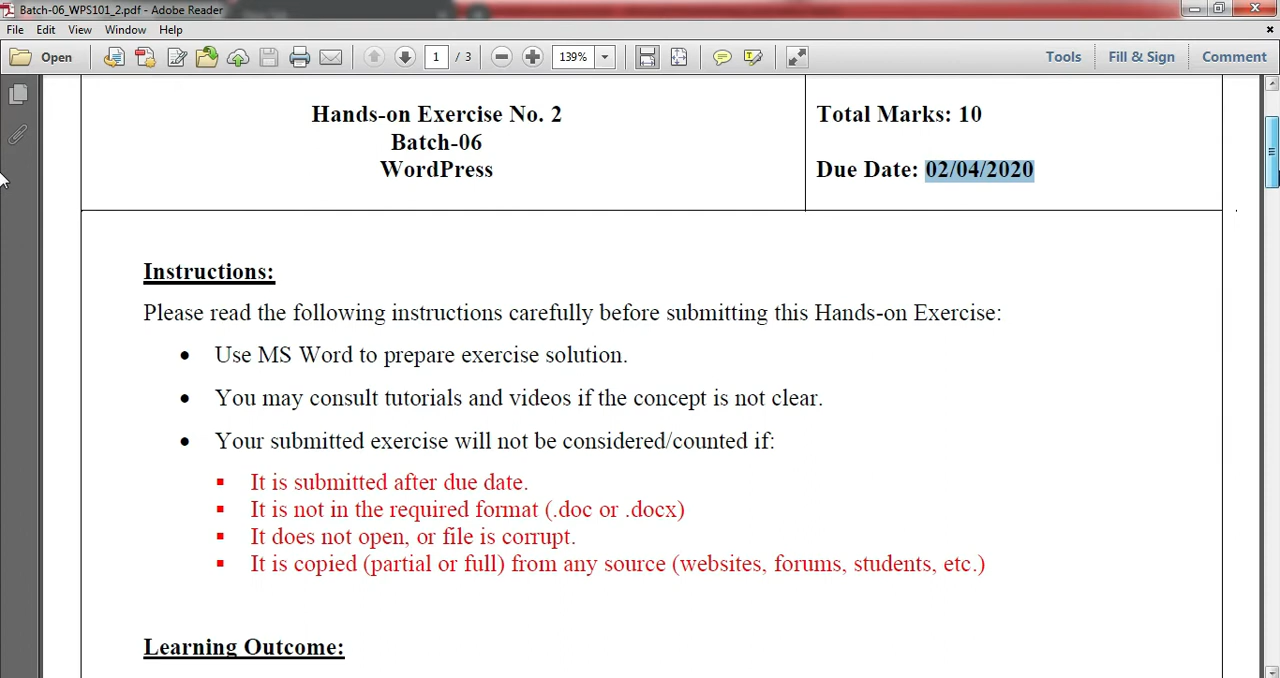 Batch-06_WPS101_2.pdf - Adobe Reader
File Edit View Window Help
Open 1 / 3 139% Tools Fill & Sign Comment
Hands-on Exercise No. 2
Batch-06
WordPress
Total Marks: 10
Due Date: 02/04/2020
Instructions:
Please read the following instructions carefully before submitting this Hands-on Exercise:
• Use MS Word to prepare exercise solution.
• You may consult tutorials and videos if the concept is not clear.
• Your submitted exercise will not be considered/counted if:
▪ It is submitted after due date.
▪ It is not in the required format (.doc or .docx)
▪ It does not open, or file is corrupt.
▪ It is copied (partial or full) from any source (websites, forums, students, etc.)
Learning Outcome: